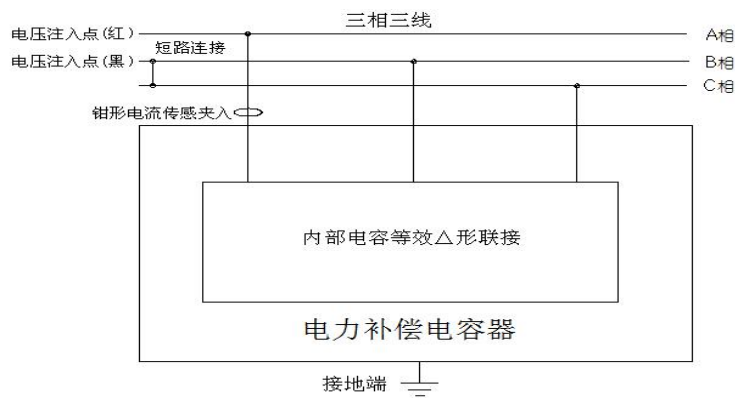 三相三线
电压注入点(红)
A相
短路连接
电压注入点(黑)
B相
C相
钳形电流传感夹入
内部电容等效△形联接
电力补偿电容器
接地端